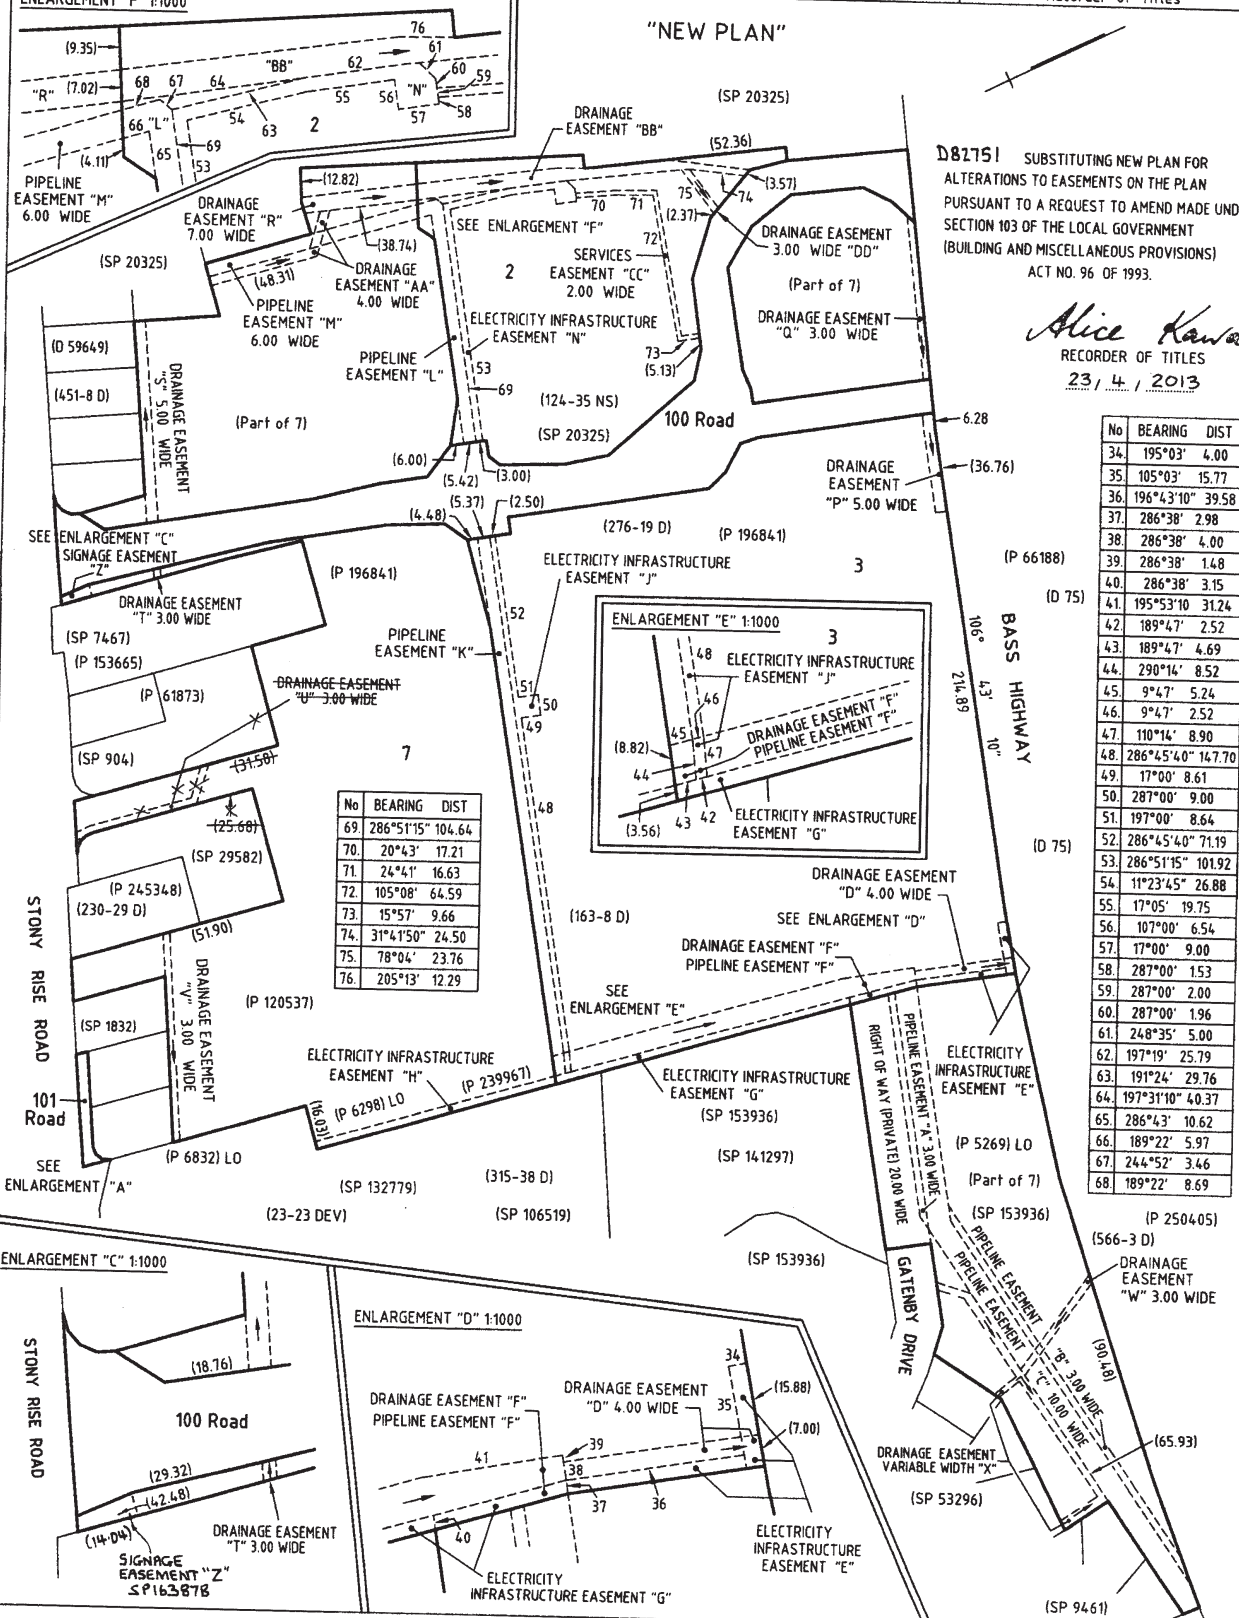 ENLARGEMENT "F" 1:1000
"NEW PLAN"
76
(9.35)
61
"BB"
62
60
59
"R"
(7.02)
68
67
64
"N"
55
56
57
58
66
"L"
54
63
2
(4.11)
65
69
53
PIPELINE
EASEMENT "M"
6.00 WIDE
(SP 20325)
DRAINAGE
EASEMENT "BB"
(52.36)
D82751 SUBSTITUTING NEW PLAN FOR
ALTERATIONS TO EASEMENTS ON THE PLAN
PURSUANT TO A REQUEST TO AMEND MADE UND
SECTION 103 OF THE LOCAL GOVERNMENT
(BUILDING AND MISCELLANEOUS PROVISIONS)
ACT NO. 96 OF 1993.
Alice Kawa
RECORDER OF TITLES
23, 4, 2013
DRAINAGE
EASEMENT "R"
7.00 WIDE
(12.82)
(38.74)
(48.31)
SEE ENLARGEMENT "F"
70
71
72
75
74
(3.57)
(2.37)
DRAINAGE EASEMENT
3.00 WIDE "DD"
(SP 20325)
DRAINAGE
EASEMENT "AA"
4.00 WIDE
2
SERVICES
EASEMENT "CC"
2.00 WIDE
(Part of 7)
PIPELINE
EASEMENT "M"
6.00 WIDE
ELECTRICITY INFRASTRUCTURE
EASEMENT "N"
DRAINAGE EASEMENT
"Q" 3.00 WIDE
(D 59649)
(451-8 D)
DRAINAGE EASEMENT
"S" 5.00 WIDE
PIPELINE
EASEMENT "L"
53
69
73
(5.13)
(Part of 7)
(124-35 NS)
(SP 20325)
100 Road
6.28
(36.76)
(6.00)
(5.42)
(3.00)
(5.37)
(2.50)
(4.48)
DRAINAGE
EASEMENT
"P" 5.00 WIDE
SEE ENLARGEMENT "C"
SIGNAGE EASEMENT
"Z"
DRAINAGE EASEMENT
"T" 3.00 WIDE
(P 196841)
(276-19 D)
(P 196841)
3
(P 66188)
(D 75)
ELECTRICITY INFRASTRUCTURE
EASEMENT "J"
(SP 7467)
(P 153665)
(P 61873)
PIPELINE
EASEMENT "K"
52
51
50
49
DRAINAGE EASEMENT
"U" 3.00 WIDE
(SP 904)
(31.58)
(25.68)
7
48
BASS HIGHWAY
106° 43' 10"
214.89
ENLARGEMENT "E" 1:1000
3
48
ELECTRICITY INFRASTRUCTURE
EASEMENT "J"
46
45
47
(8.82)
44
DRAINAGE EASEMENT "F"
PIPELINE EASEMENT "F"
(3.56)
43
42
ELECTRICITY INFRASTRUCTURE
EASEMENT "G"
(D 75)
No BEARING DIST
34. 195°03' 4.00
35. 105°03' 15.77
36. 196°43'10" 39.58
37. 286°38' 2.98
38. 286°38' 4.00
39. 286°38' 1.48
40. 286°38' 3.15
41. 195°53'10 31.24
42. 189°47' 2.52
43. 189°47' 4.69
44. 290°14' 8.52
45. 9°47' 5.24
46. 9°47' 2.52
47. 110°14' 8.90
48. 286°45'40" 147.70
49. 17°00' 8.61
50. 287°00' 9.00
51. 197°00' 8.64
52. 286°45'40" 71.19
53. 286°51'15" 101.92
54. 11°23'45" 26.88
55. 17°05' 19.75
56. 107°00' 6.54
57. 17°00' 9.00
58. 287°00' 1.53
59. 287°00' 2.00
60. 287°00' 1.96
61. 248°35' 5.00
62. 197°19' 25.79
63. 191°24' 29.76
64. 197°31'10" 40.37
65. 286°43' 10.62
66. 189°22' 5.97
67. 244°52' 3.46
68. 189°22' 8.69
No BEARING DIST
69. 286°51'15" 104.64
70. 20°43' 17.21
71. 24°41' 16.63
72. 105°08' 64.59
73. 15°57' 9.66
74. 31°41'50" 24.50
75. 78°04' 23.76
76. 205°13' 12.29
(SP 29582)
(P 245348)
(230-29 D)
(51.90)
(163-8 D)
DRAINAGE EASEMENT
"D" 4.00 WIDE
SEE ENLARGEMENT "D"
DRAINAGE EASEMENT "F"
PIPELINE EASEMENT "F"
STONY RISE ROAD
DRAINAGE EASEMENT
"V" 3.00 WIDE
(P 120537)
SEE
ENLARGEMENT "E"
(SP 1832)
101
Road
ELECTRICITY INFRASTRUCTURE
EASEMENT "H"
(P 239967)
(P 6298) LO
(16.03)
ELECTRICITY INFRASTRUCTURE
EASEMENT "G"
(SP 153936)
RIGHT OF WAY (PRIVATE) 20.00 WIDE
PIPELINE EASEMENT "A" 3.00 WIDE
ELECTRICITY
INFRASTRUCTURE
EASEMENT "E"
(P 5269) LO
(Part of 7)
(SP 153936)
SEE
ENLARGEMENT "A"
(P 6832) LO
(SP 132779)
(23-23 DEV)
(315-38 D)
(SP 106519)
(SP 141297)
(SP 153936)
(P 250405)
(566-3 D)
DRAINAGE
EASEMENT
"W" 3.00 WIDE
GATENBY DRIVE
PIPELINE EASEMENT "B" 3.00 WIDE
PIPELINE EASEMENT "C" 10.00 WIDE
(90.48)
(65.93)
DRAINAGE EASEMENT
VARIABLE WIDTH "X"
(SP 53296)
(SP 9461)
ENLARGEMENT "C" 1:1000
STONY RISE ROAD
(18.76)
100 Road
(29.32)
(42.48)
(14.04)
DRAINAGE EASEMENT
"T" 3.00 WIDE
SIGNAGE
EASEMENT "Z"
SP163878
ENLARGEMENT "D" 1:1000
34
DRAINAGE EASEMENT "F"
PIPELINE EASEMENT "F"
DRAINAGE EASEMENT
"D" 4.00 WIDE
(15.88)
35
(7.00)
41
39
38
37
36
40
ELECTRICITY
INFRASTRUCTURE EASEMENT "G"
ELECTRICITY
INFRASTRUCTURE
EASEMENT "E"